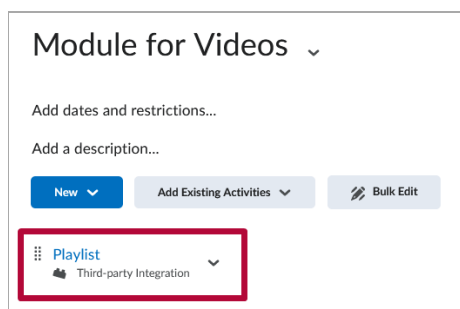 Module for Videos
Add dates and restrictions...
Add a description...
New Add Existing Activities Bulk Edit
Playlist
Third-party Integration